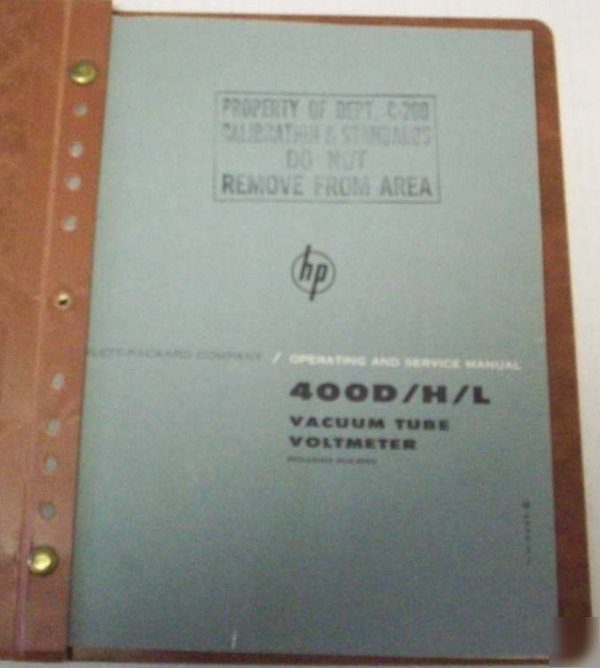 PROPERTY OF DEPT. C-200
CALIBRATION & STANDARDS
DO NOT
REMOVE FROM AREA
hp
LETT-PACKARD COMPANY / OPERATING AND SERVICE MANUAL
400D/H/L
VACUUM TUBE
VOLTMETER